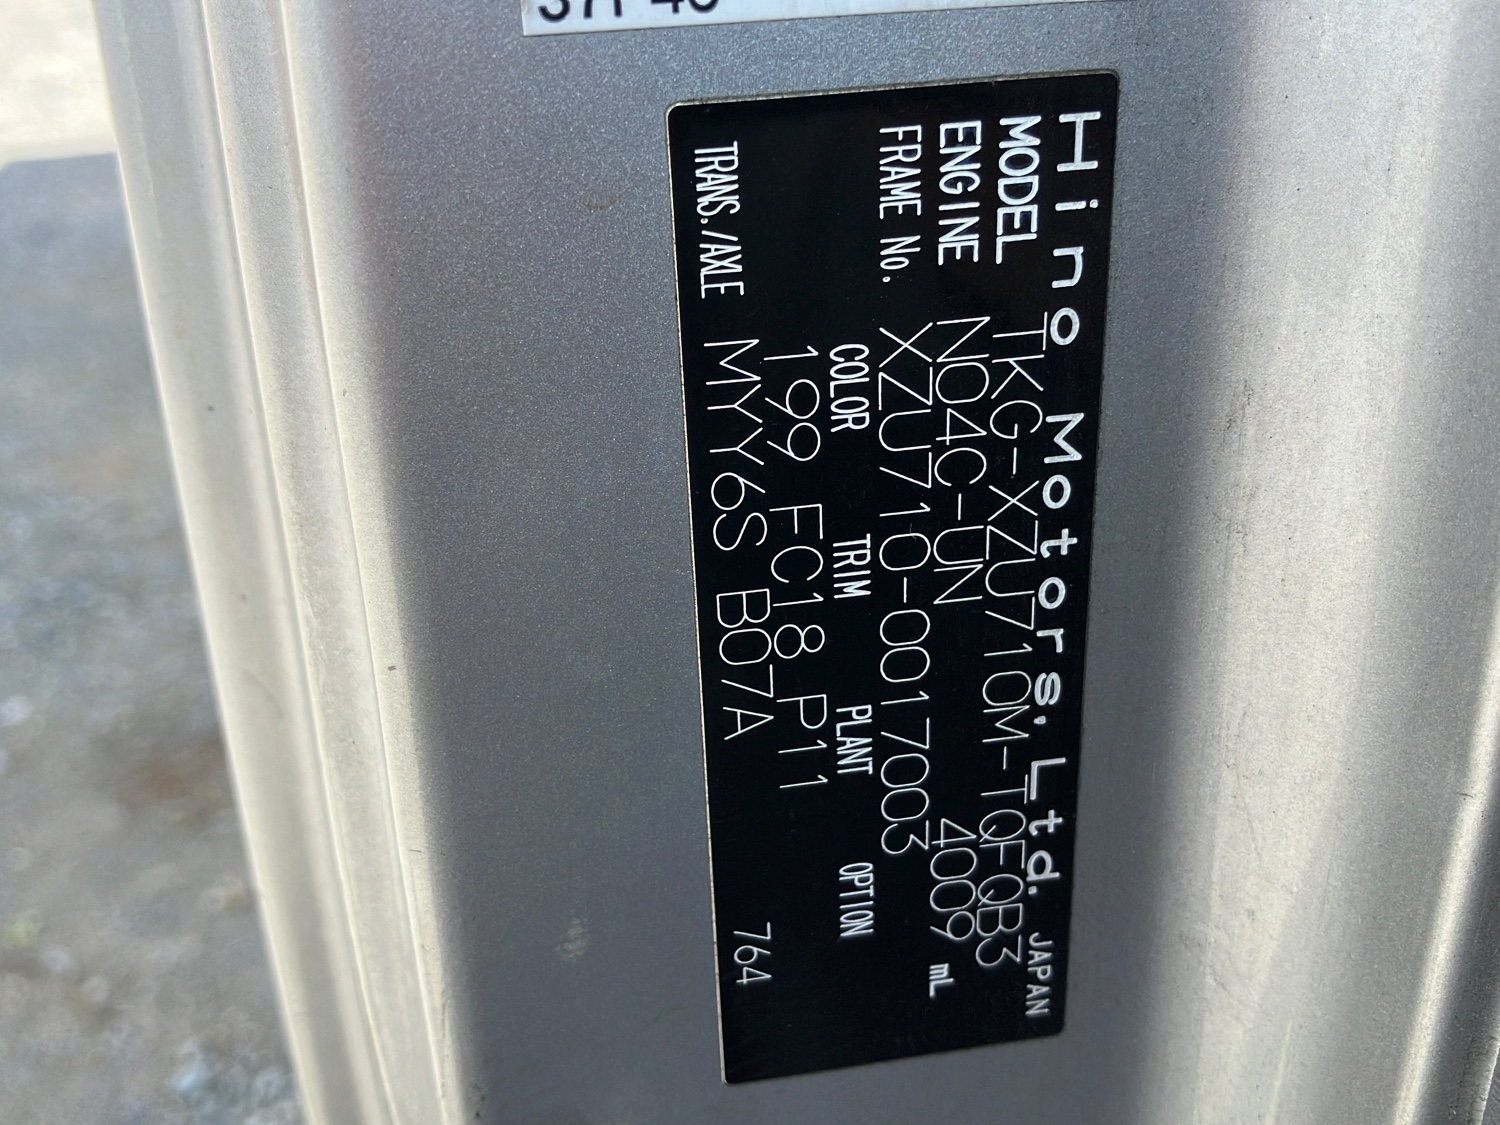 Hino Motors, Ltd. JAPAN
MODEL TKG-XZU710M-TQFQB3
ENGINE N04C-UN 4009 mL
FRAME No. XZU710-0017003
COLOR TRIM PLANT OPTION
199 FC18 P11
TRANS./AXLE MYY6S B07A 764